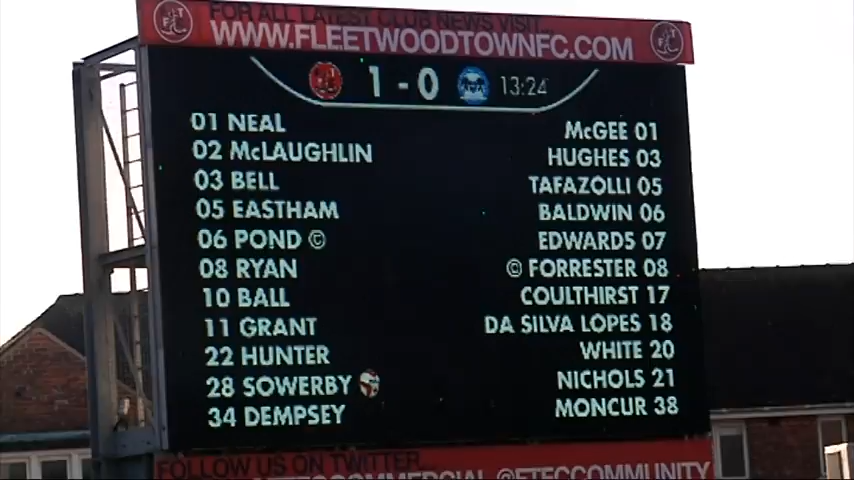 FOR ALL LATEST CLUB NEWS VISIT...
WWW.FLEETWOODTOWNFC.COM
1 - 0 13:24
01 NEAL
02 McLAUGHLIN
03 BELL
05 EASTHAM
06 POND ©
08 RYAN
10 BALL
11 GRANT
22 HUNTER
28 SOWERBY
34 DEMPSEY
McGEE 01
HUGHES 03
TAFAZOLLI 05
BALDWIN 06
EDWARDS 07
© FORRESTER 08
COULTHIRST 17
DA SILVA LOPES 18
WHITE 20
NICHOLS 21
MONCUR 38
FOLLOW US ON TWITTER
@FTFCCOMMUNITY